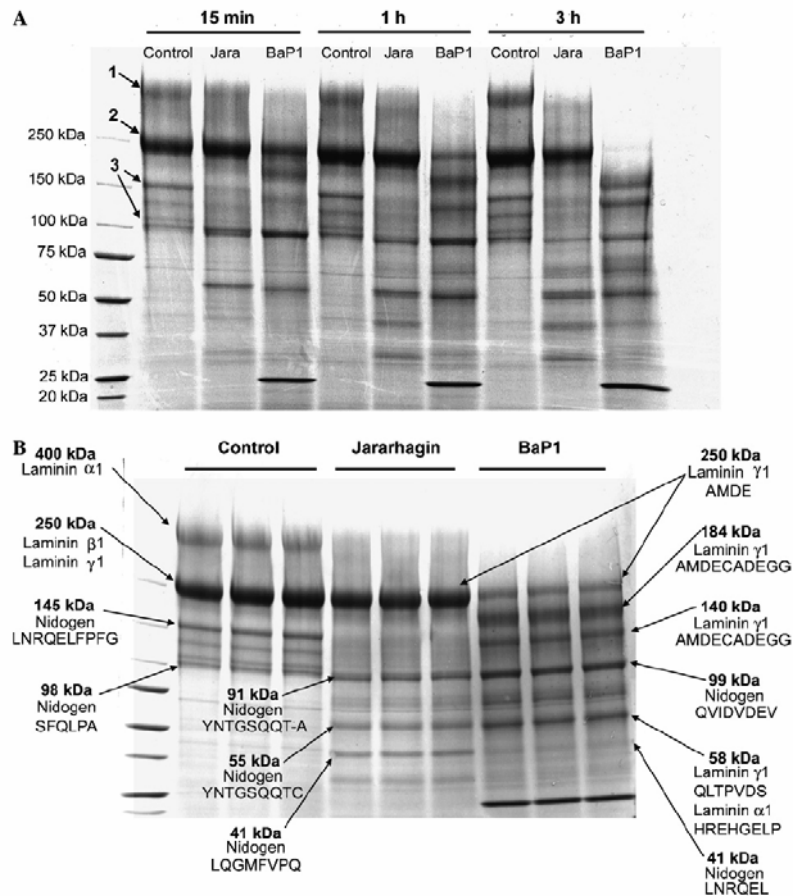 A
15 min
1 h
3 h
Control Jara BaP1 Control Jara BaP1 Control Jara BaP1
1
2
3
250 kDa
150 kDa
100 kDa
75 kDa
50 kDa
37 kDa
25 kDa
20 kDa
B
Control
Jararhagin
BaP1
400 kDa
Laminin α1
250 kDa
Laminin β1
Laminin γ1
145 kDa
Nidogen
LNRQELFPFG
98 kDa
Nidogen
SFQLPA
91 kDa
Nidogen
YNTGSQQT-A
55 kDa
Nidogen
YNTGSQQTC
41 kDa
Nidogen
LQGMFVPQ
250 kDa
Laminin γ1
AMDE
184 kDa
Laminin γ1
AMDECADEGG
140 kDa
Laminin γ1
AMDECADEGG
99 kDa
Nidogen
QVIDVDEV
58 kDa
Laminin γ1
QLTPVDS
Laminin α1
HREHGELP
41 kDa
Nidogen
LNRQEL